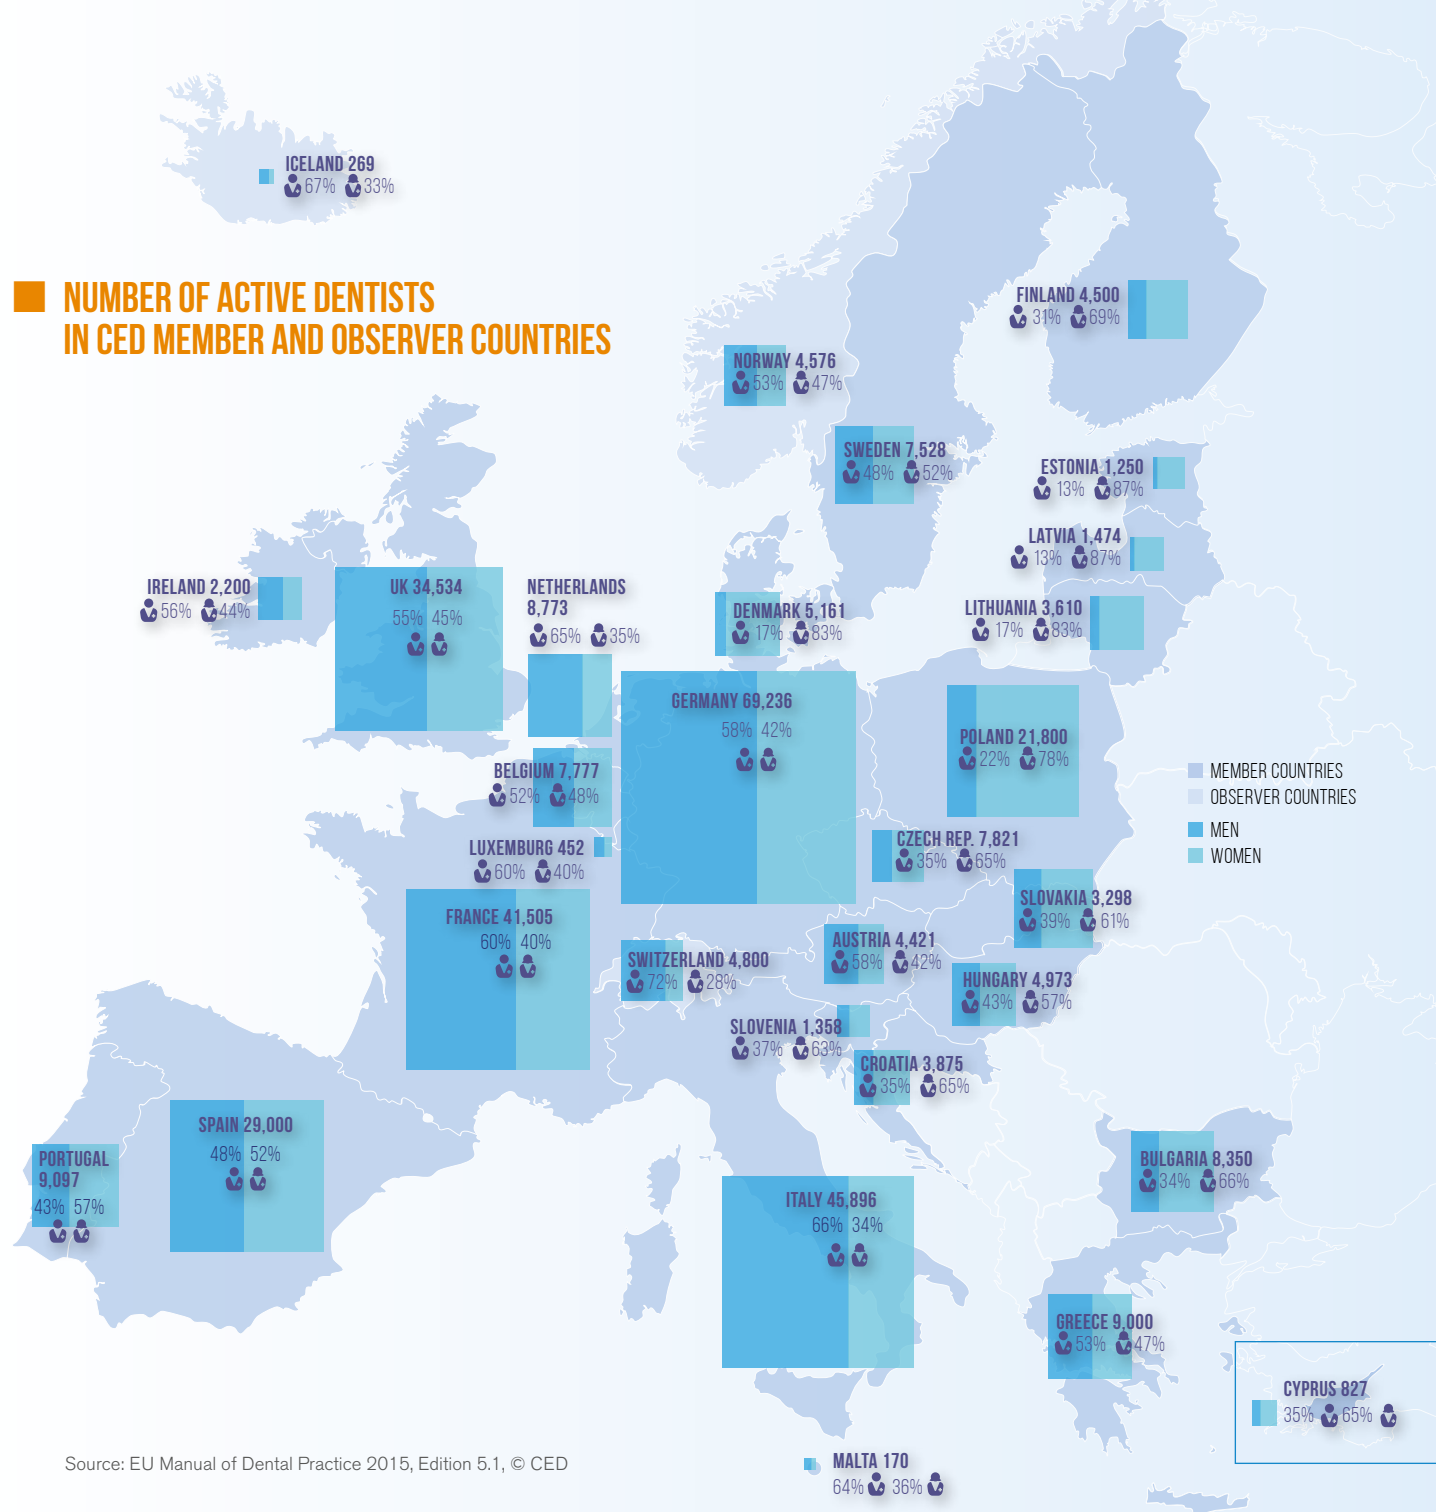 ICELAND 269
67% 33%
NUMBER OF ACTIVE DENTISTS
IN CED MEMBER AND OBSERVER COUNTRIES
FINLAND 4,500
31% 69%
NORWAY 4,576
53% 47%
SWEDEN 7,528
48% 52%
ESTONIA 1,250
13% 87%
LATVIA 1,474
13% 87%
IRELAND 2,200
56% 44%
UK 34,534
55% 45%
NETHERLANDS
8,773
65% 35%
DENMARK 5,161
17% 83%
LITHUANIA 3,610
17% 83%
GERMANY 69,236
58% 42%
POLAND 21,800
22% 78%
BELGIUM 7,777
52% 48%
MEMBER COUNTRIES
OBSERVER COUNTRIES
MEN
WOMEN
LUXEMBURG 452
60% 40%
CZECH REP. 7,821
35% 65%
FRANCE 41,505
60% 40%
SLOVAKIA 3,298
39% 61%
SWITZERLAND 4,800
72% 28%
AUSTRIA 4,421
58% 42%
HUNGARY 4,973
43% 57%
SLOVENIA 1,358
37% 63%
CROATIA 3,875
35% 65%
SPAIN 29,000
48% 52%
PORTUGAL
9,097
43% 57%
BULGARIA 8,350
34% 66%
ITALY 45,896
66% 34%
GREECE 9,000
53% 47%
CYPRUS 827
35% 65%
MALTA 170
64% 36%
Source: EU Manual of Dental Practice 2015, Edition 5.1, © CED